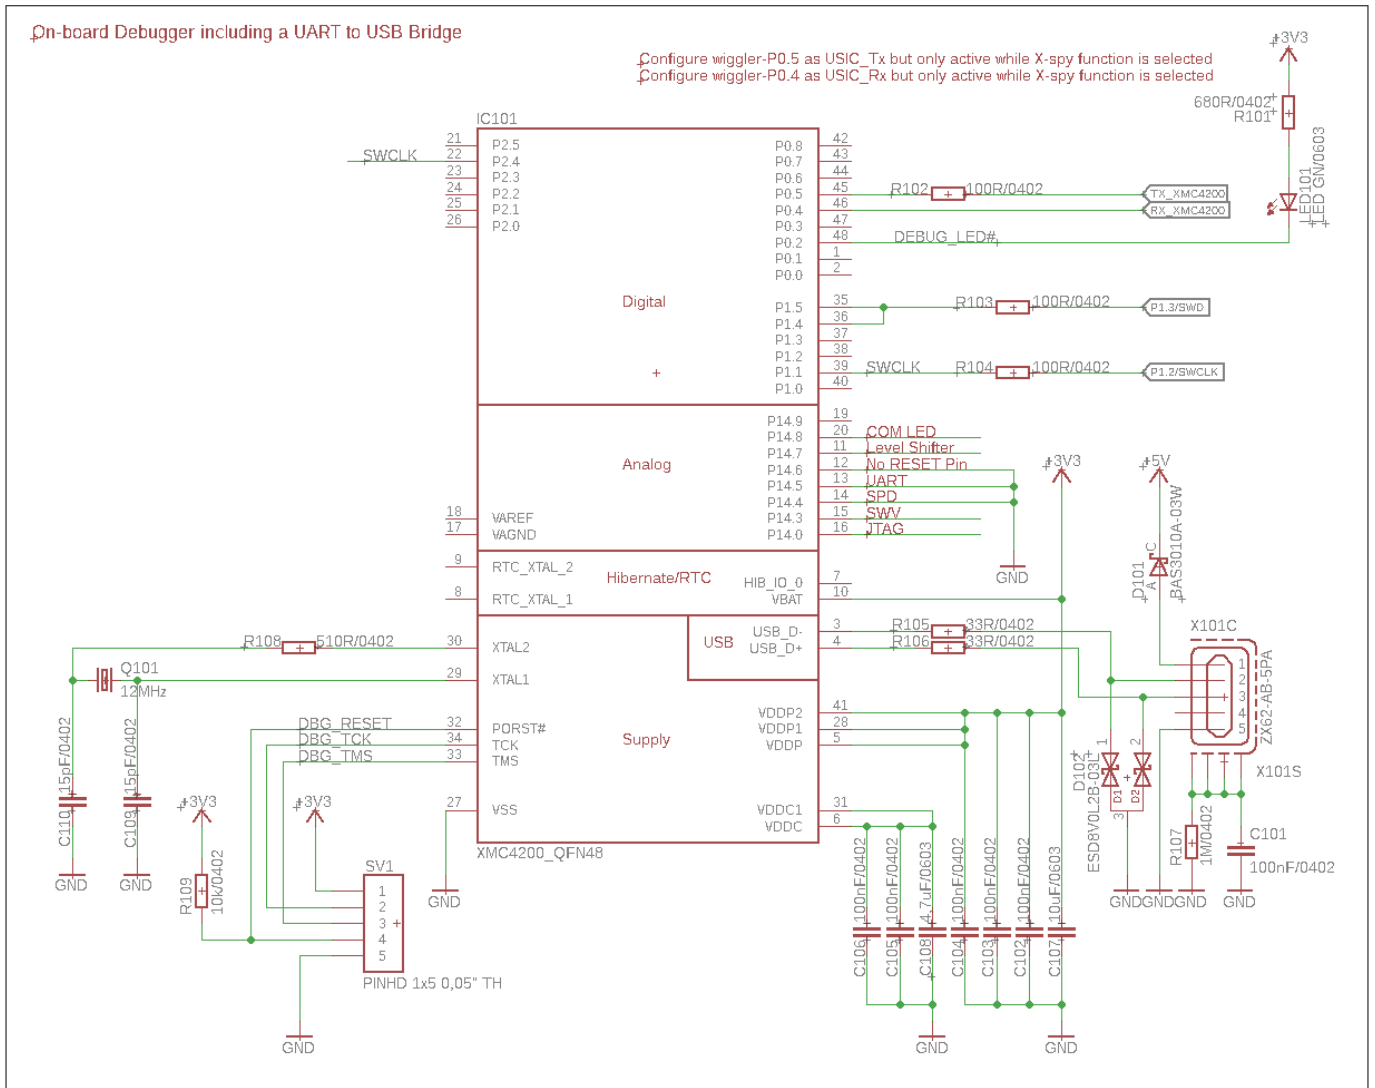 On-board Debugger including a UART to USB Bridge
Configure wiggler-P0.5 as USIC_Tx but only active while X-spy function is selected
Configure wiggler-P0.4 as USIC_Rx but only active while X-spy function is selected
+3V3
680R/0402
R101
LED101
LED GN/0603
IC101
21 P2.5
SWCLK 22 P2.4
23 P2.3
24 P2.2
25 P2.1
26 P2.0
P0.8 42
P0.7 43
P0.6 44
P0.5 45 R102 100R/0402 TX_XMC4200
P0.4 46 RX_XMC4200
P0.3 47
P0.2 48 DEBUG_LED#
P0.1 1
P0.0 2
Digital
P1.5 35 R103 100R/0402 P1.3/SWD
P1.4 36
P1.3 37
P1.2 38
P1.1 39 SWCLK R104 100R/0402 P1.2/SWCLK
P1.0 40
Analog
P14.9 19
P14.8 20 COM LED
P14.7 11 Level Shifter
P14.6 12 No RESET Pin
P14.5 13 UART
P14.4 14 SPD
P14.3 15 SWV
P14.0 16 JTAG
GND
18 VAREF
17 VAGND
9 RTC_XTAL_2
8 RTC_XTAL_1
Hibernate/RTC
HIB_IO_0 7
VBAT 10
+3V3
+5V
D101
A
C
BAS3010A-03W
USB
USB_D- 3 R105 33R/0402
USB_D+ 4 R106 33R/0402
X101C
1
2
3
4
5
ZX62-AB-5PA
X101S
R108 510R/0402 30 XTAL2
Q101
12MHz
29 XTAL1
DBG_RESET 32 PORST#
DBG_TCK 34 TCK
DBG_TMS 33 TMS
Supply
VDDP2 41
VDDP1 28
VDDP 5
27 VSS
VDDC1 31
VDDC 6
XMC4200_QFN48
C110
15pF/0402
C109
15pF/0402
GND
GND
+3V3
R109
10k/0402
+3V3
SV1
1
2
3
4
5
PINHD 1x5 0,05" TH
GND
GND
C106
100nF/0402
C105
100nF/0402
C108
4,7uF/0603
C104
100nF/0402
C103
100nF/0402
C102
100nF/0402
C107
10uF/0603
GND
GND
D102
ESD8V0L2B-03L
1
2
D1
D2
3
R107
1M/0402
C101
100nF/0402
GND
GND
GND
GND